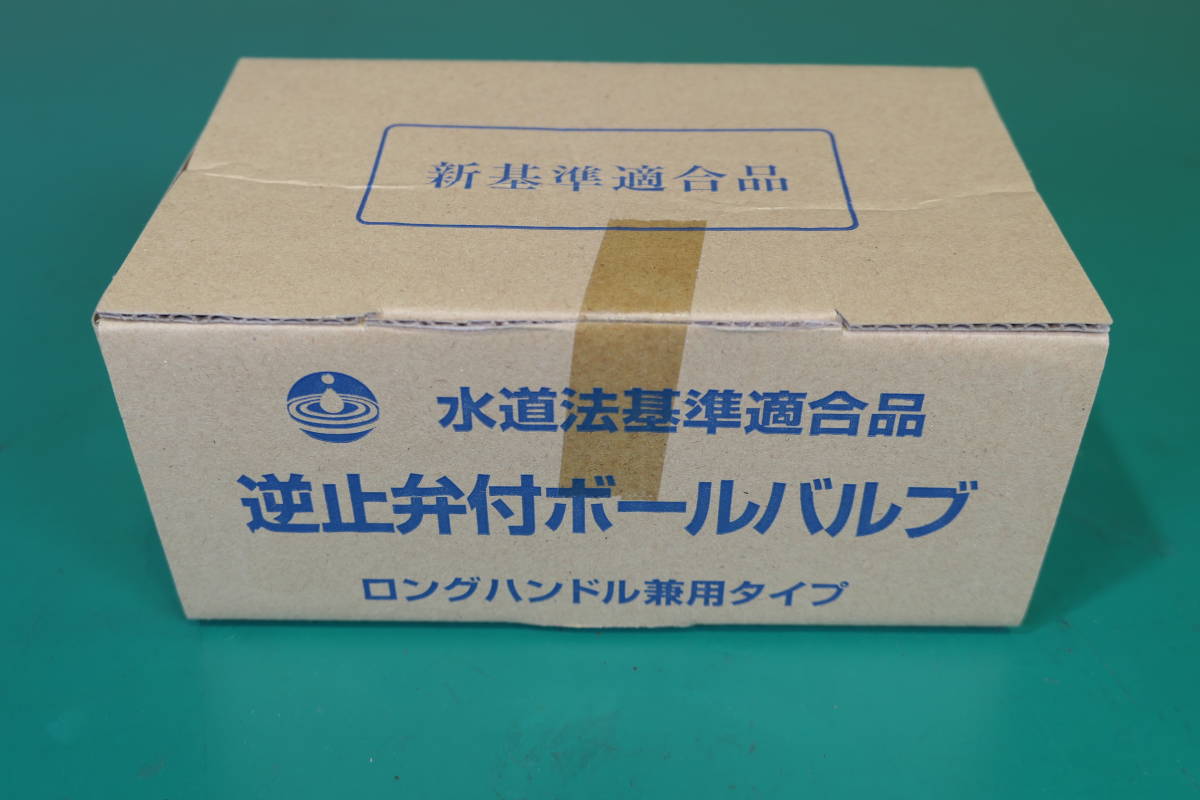 新基準適合品
水道法基準適合品
逆止弁付ボールバルブ
ロングハンドル兼用タイプ